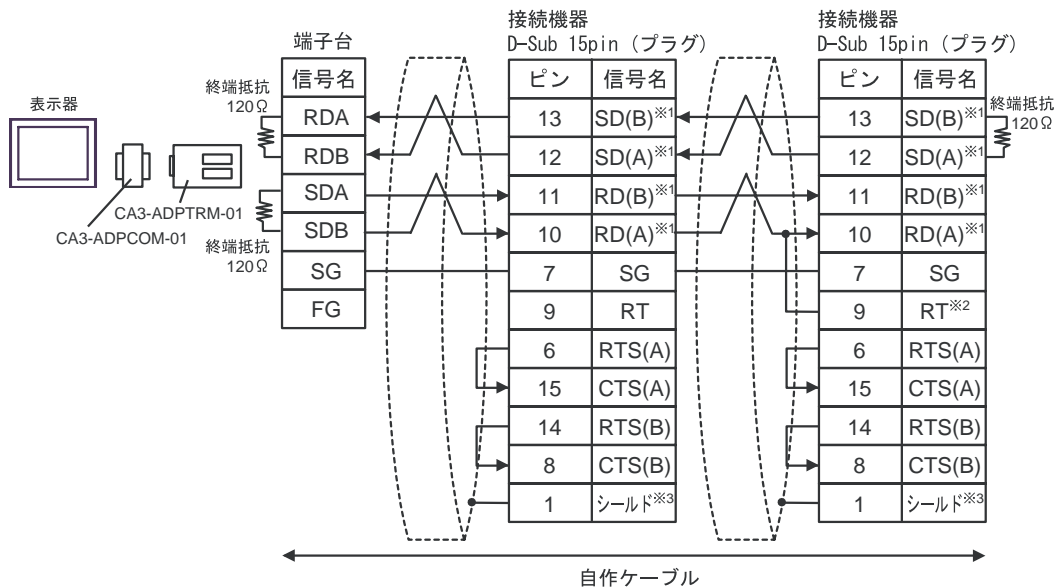 接続機器
D-Sub 15pin（プラグ）
接続機器
D-Sub 15pin（プラグ）
端子台
表示器
CA3-ADPTRM-01
CA3-ADPCOM-01
終端抵抗
120Ω
終端抵抗
120Ω
信号名
RDA
RDB
SDA
SDB
SG
FG
ピン 信号名
13 SD(B)※1
12 SD(A)※1
11 RD(B)※1
10 RD(A)※1
7 SG
9 RT
6 RTS(A)
15 CTS(A)
14 RTS(B)
8 CTS(B)
1 シールド※3
ピン 信号名
13 SD(B)※1
12 SD(A)※1
11 RD(B)※1
10 RD(A)※1
7 SG
9 RT※2
6 RTS(A)
15 CTS(A)
14 RTS(B)
8 CTS(B)
1 シールド※3
終端抵抗
120Ω
自作ケーブル